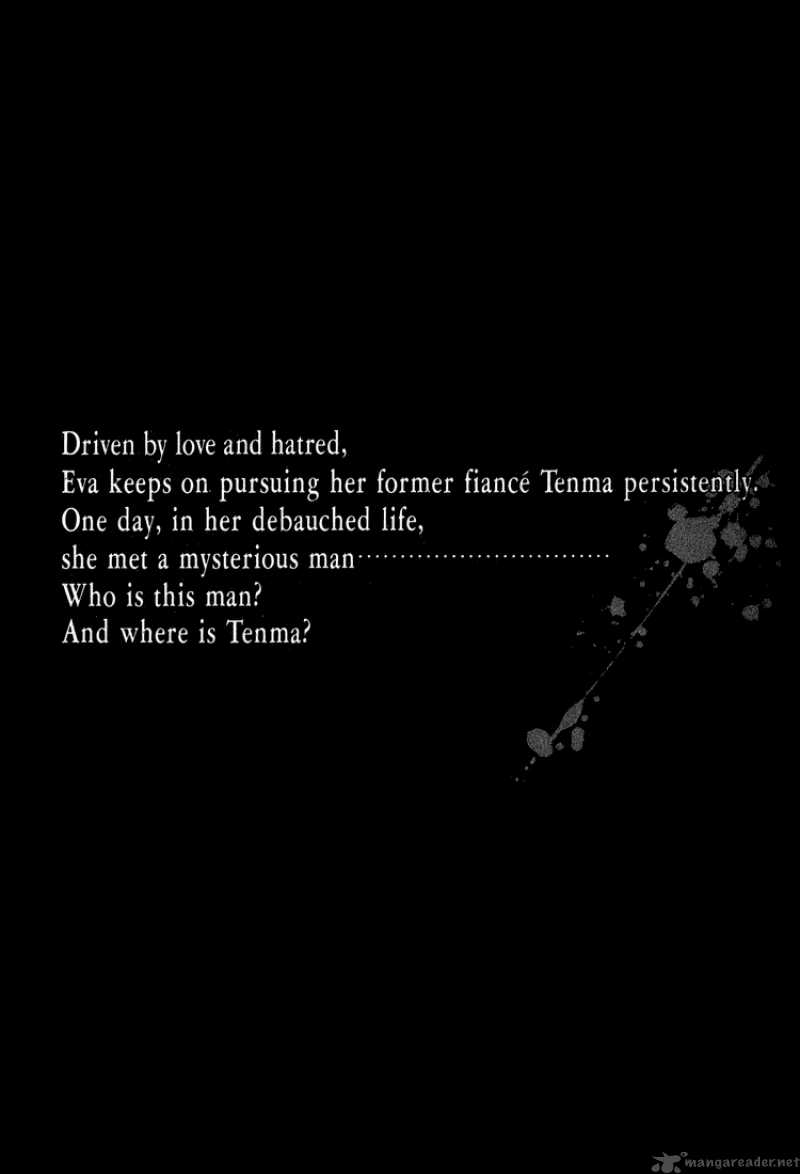 Driven by love and hatred,
Eva keeps on pursuing her former fiancé Tenma persistently.
One day, in her debauched life,
she met a mysterious man······························
Who is this man?
And where is Tenma?
mangareader.net